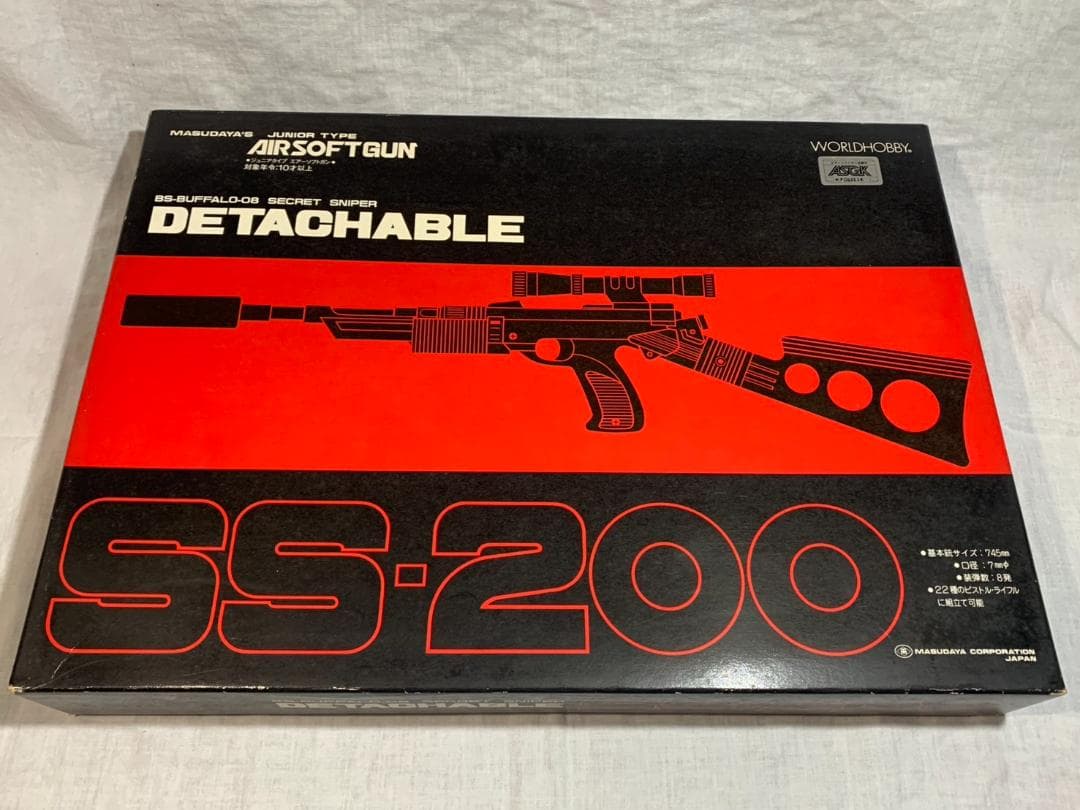 MASUDAYA'S JUNIOR TYPE
AIRSOFTGUN
•ジュニアタイプ エアーソフトガン•
対象年令:10才以上
WORLDHOBBY®
ASGK
BS-BUFFALO-08 SECRET SNIPER
DETACHABLE
SS-200
•基本銃サイズ:745mm
•口径:7mmφ
•装弾数:8発
•22種のピストル・ライフル
に組立て可能
MASUDAYA CORPORATION
JAPAN
DETACHABLE